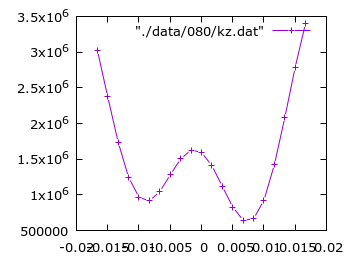 3.5x10⁶
"./data/080/kz.dat"
3x10⁶
2.5x10⁶
2x10⁶
1.5x10⁶
1x10⁶
500000
-0.02 -0.015 -0.01 -0.005 0 0.005 0.01 0.015 0.02